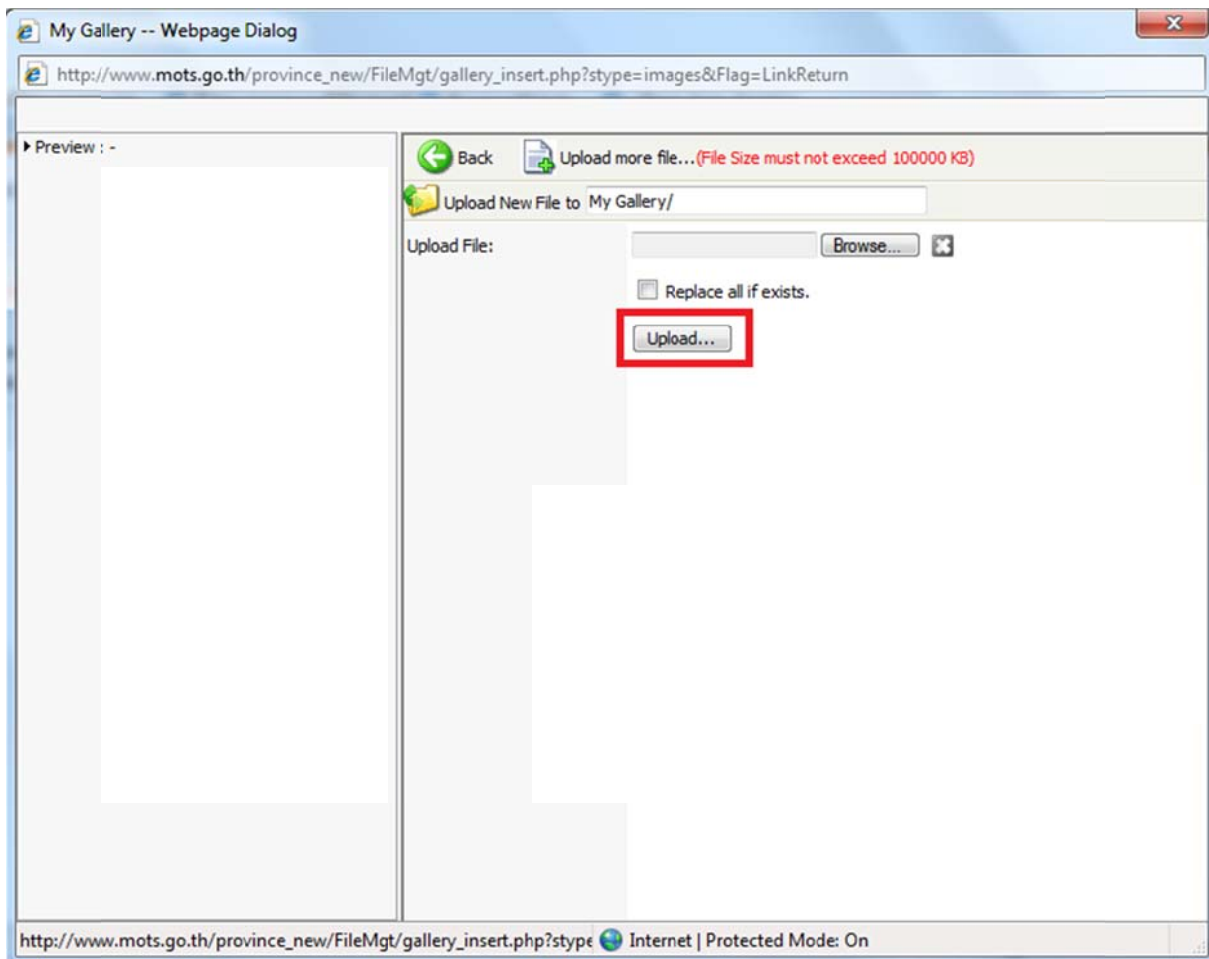 My Gallery -- Webpage Dialog
http://www.mots.go.th/province_new/FileMgt/gallery_insert.php?stype=images&Flag=LinkReturn
Preview : -
Back Upload more file...(File Size must not exceed 100000 KB)
Upload New File to My Gallery/
Upload File: Browse...
Replace all if exists.
Upload...
http://www.mots.go.th/province_new/FileMgt/gallery_insert.php?stype Internet | Protected Mode: On